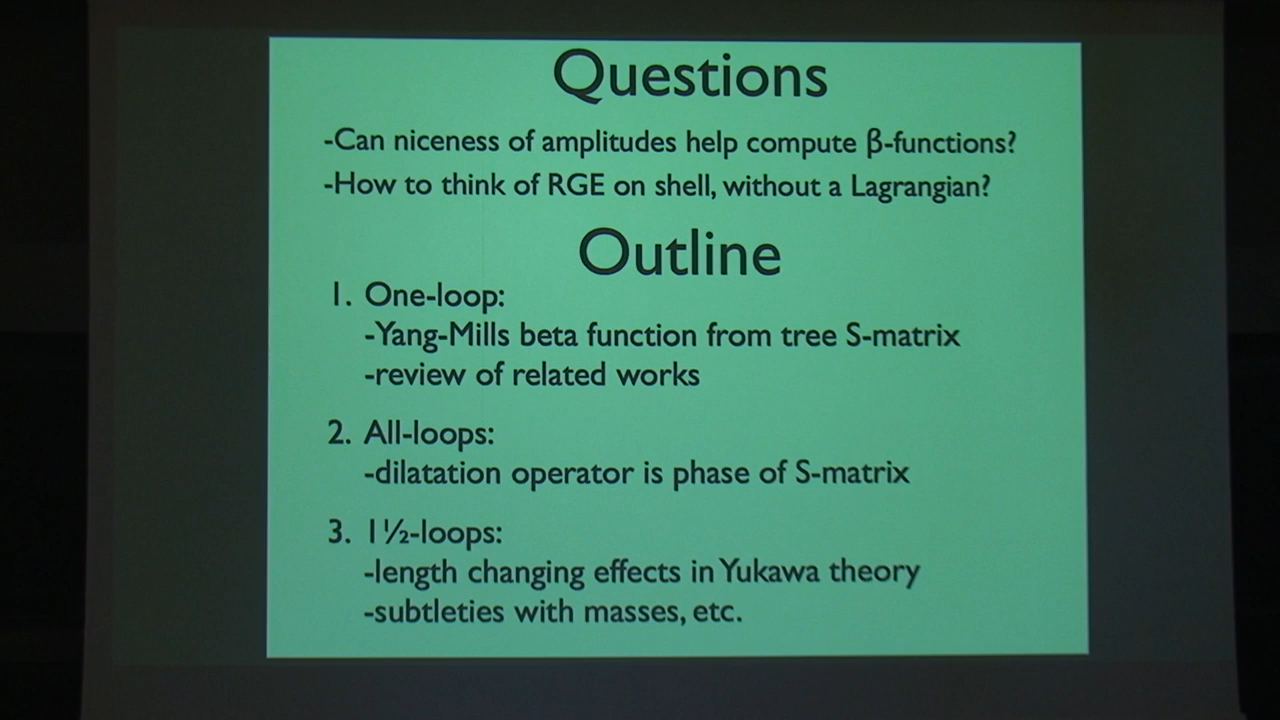 Questions
-Can niceness of amplitudes help compute β-functions?
-How to think of RGE on shell, without a Lagrangian?
Outline
1. One-loop:
-Yang-Mills beta function from tree S-matrix
-review of related works
2. All-loops:
-dilatation operator is phase of S-matrix
3. 1½-loops:
-length changing effects in Yukawa theory
-subtleties with masses, etc.